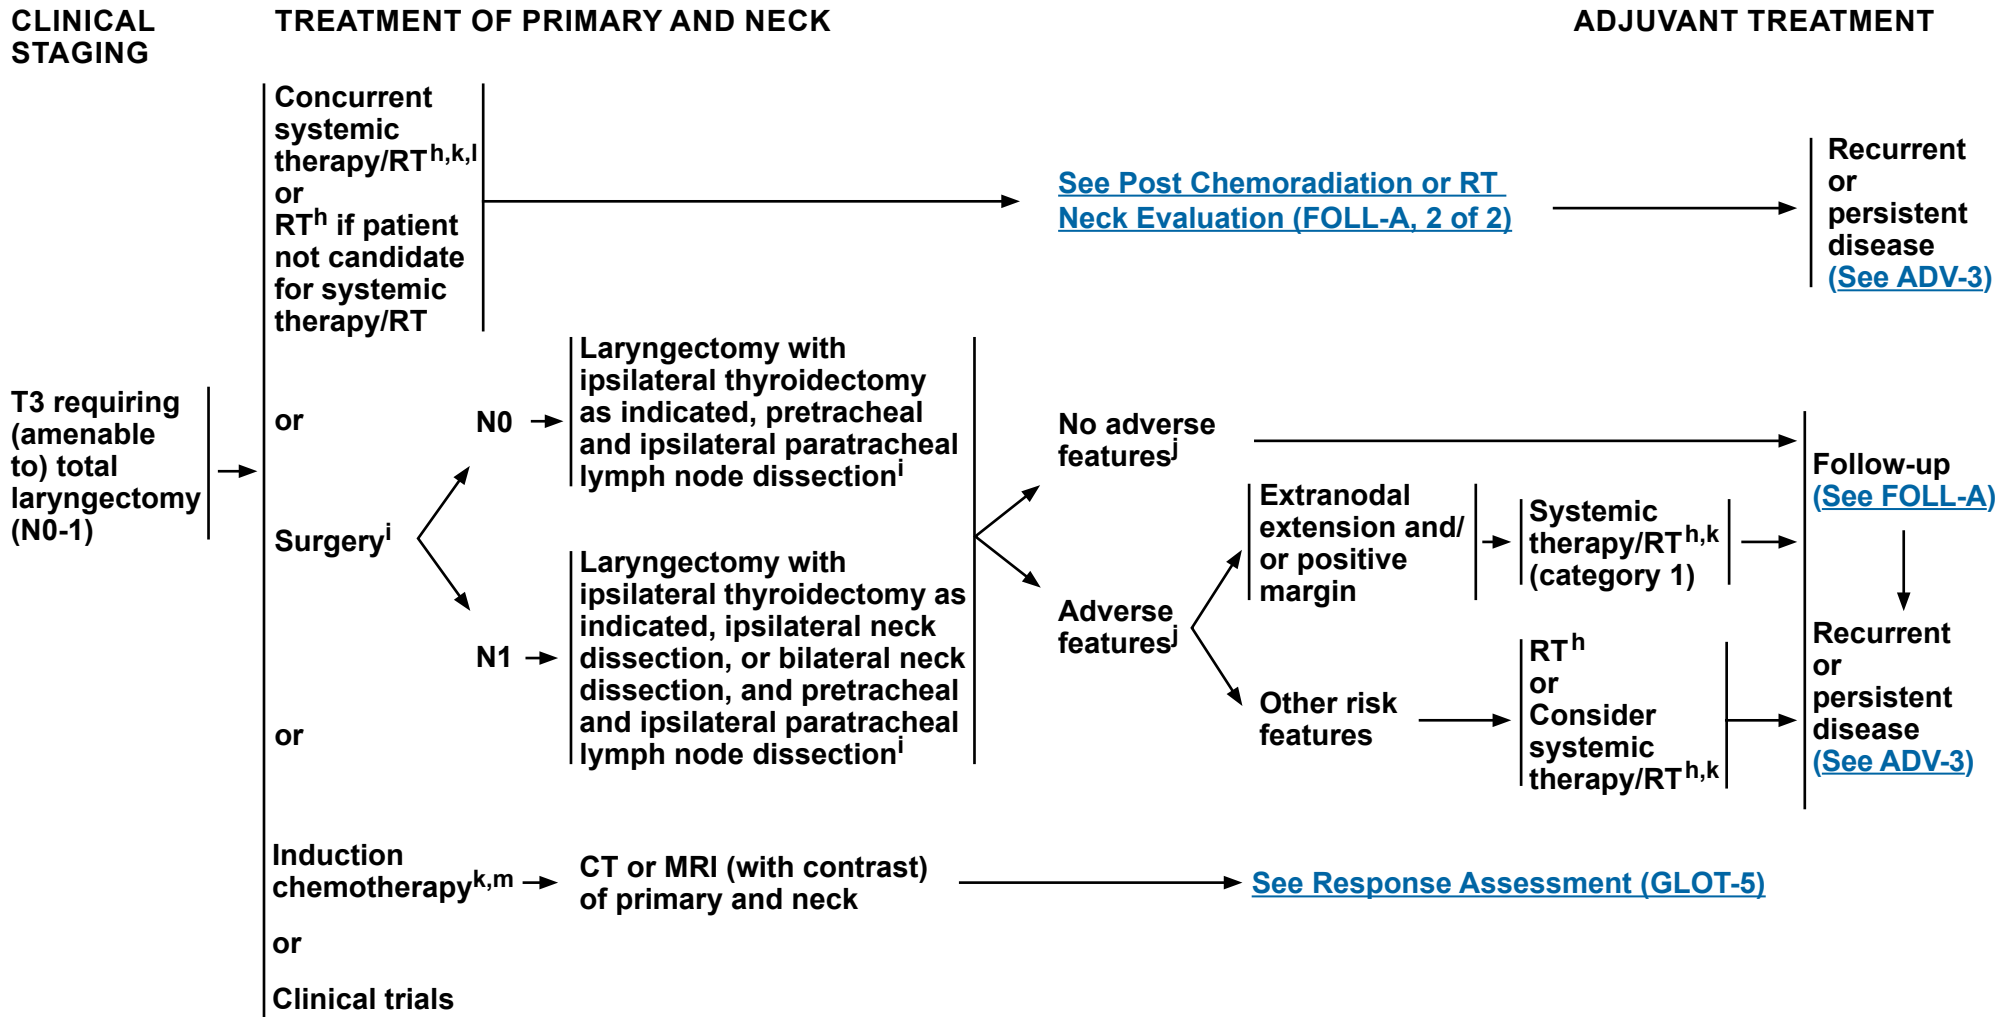 CLINICAL
STAGING
TREATMENT OF PRIMARY AND NECK
ADJUVANT TREATMENT
T3 requiring
(amenable
to) total
laryngectomy
(N0-1)
Concurrent
systemic
therapy/RTh,k,l
or
RTh if patient
not candidate
for systemic
therapy/RT
See Post Chemoradiation or RT
Neck Evaluation (FOLL-A, 2 of 2)
Recurrent
or
persistent
disease
(See ADV-3)
or
Surgeryi
N0
Laryngectomy with
ipsilateral thyroidectomy
as indicated, pretracheal
and ipsilateral paratracheal
lymph node dissectioni
N1
Laryngectomy with
ipsilateral thyroidectomy as
indicated, ipsilateral neck
dissection, or bilateral neck
dissection, and pretracheal
and ipsilateral paratracheal
lymph node dissectioni
No adverse
featuresj
Adverse
featuresj
Extranodal
extension and/
or positive
margin
Systemic
therapy/RTh,k
(category 1)
Other risk
features
RTh
or
Consider
systemic
therapy/RTh,k
Follow-up
(See FOLL-A)
Recurrent
or
persistent
disease
(See ADV-3)
or
Induction
chemotherapyk,m
CT or MRI (with contrast)
of primary and neck
See Response Assessment (GLOT-5)
or
Clinical trials